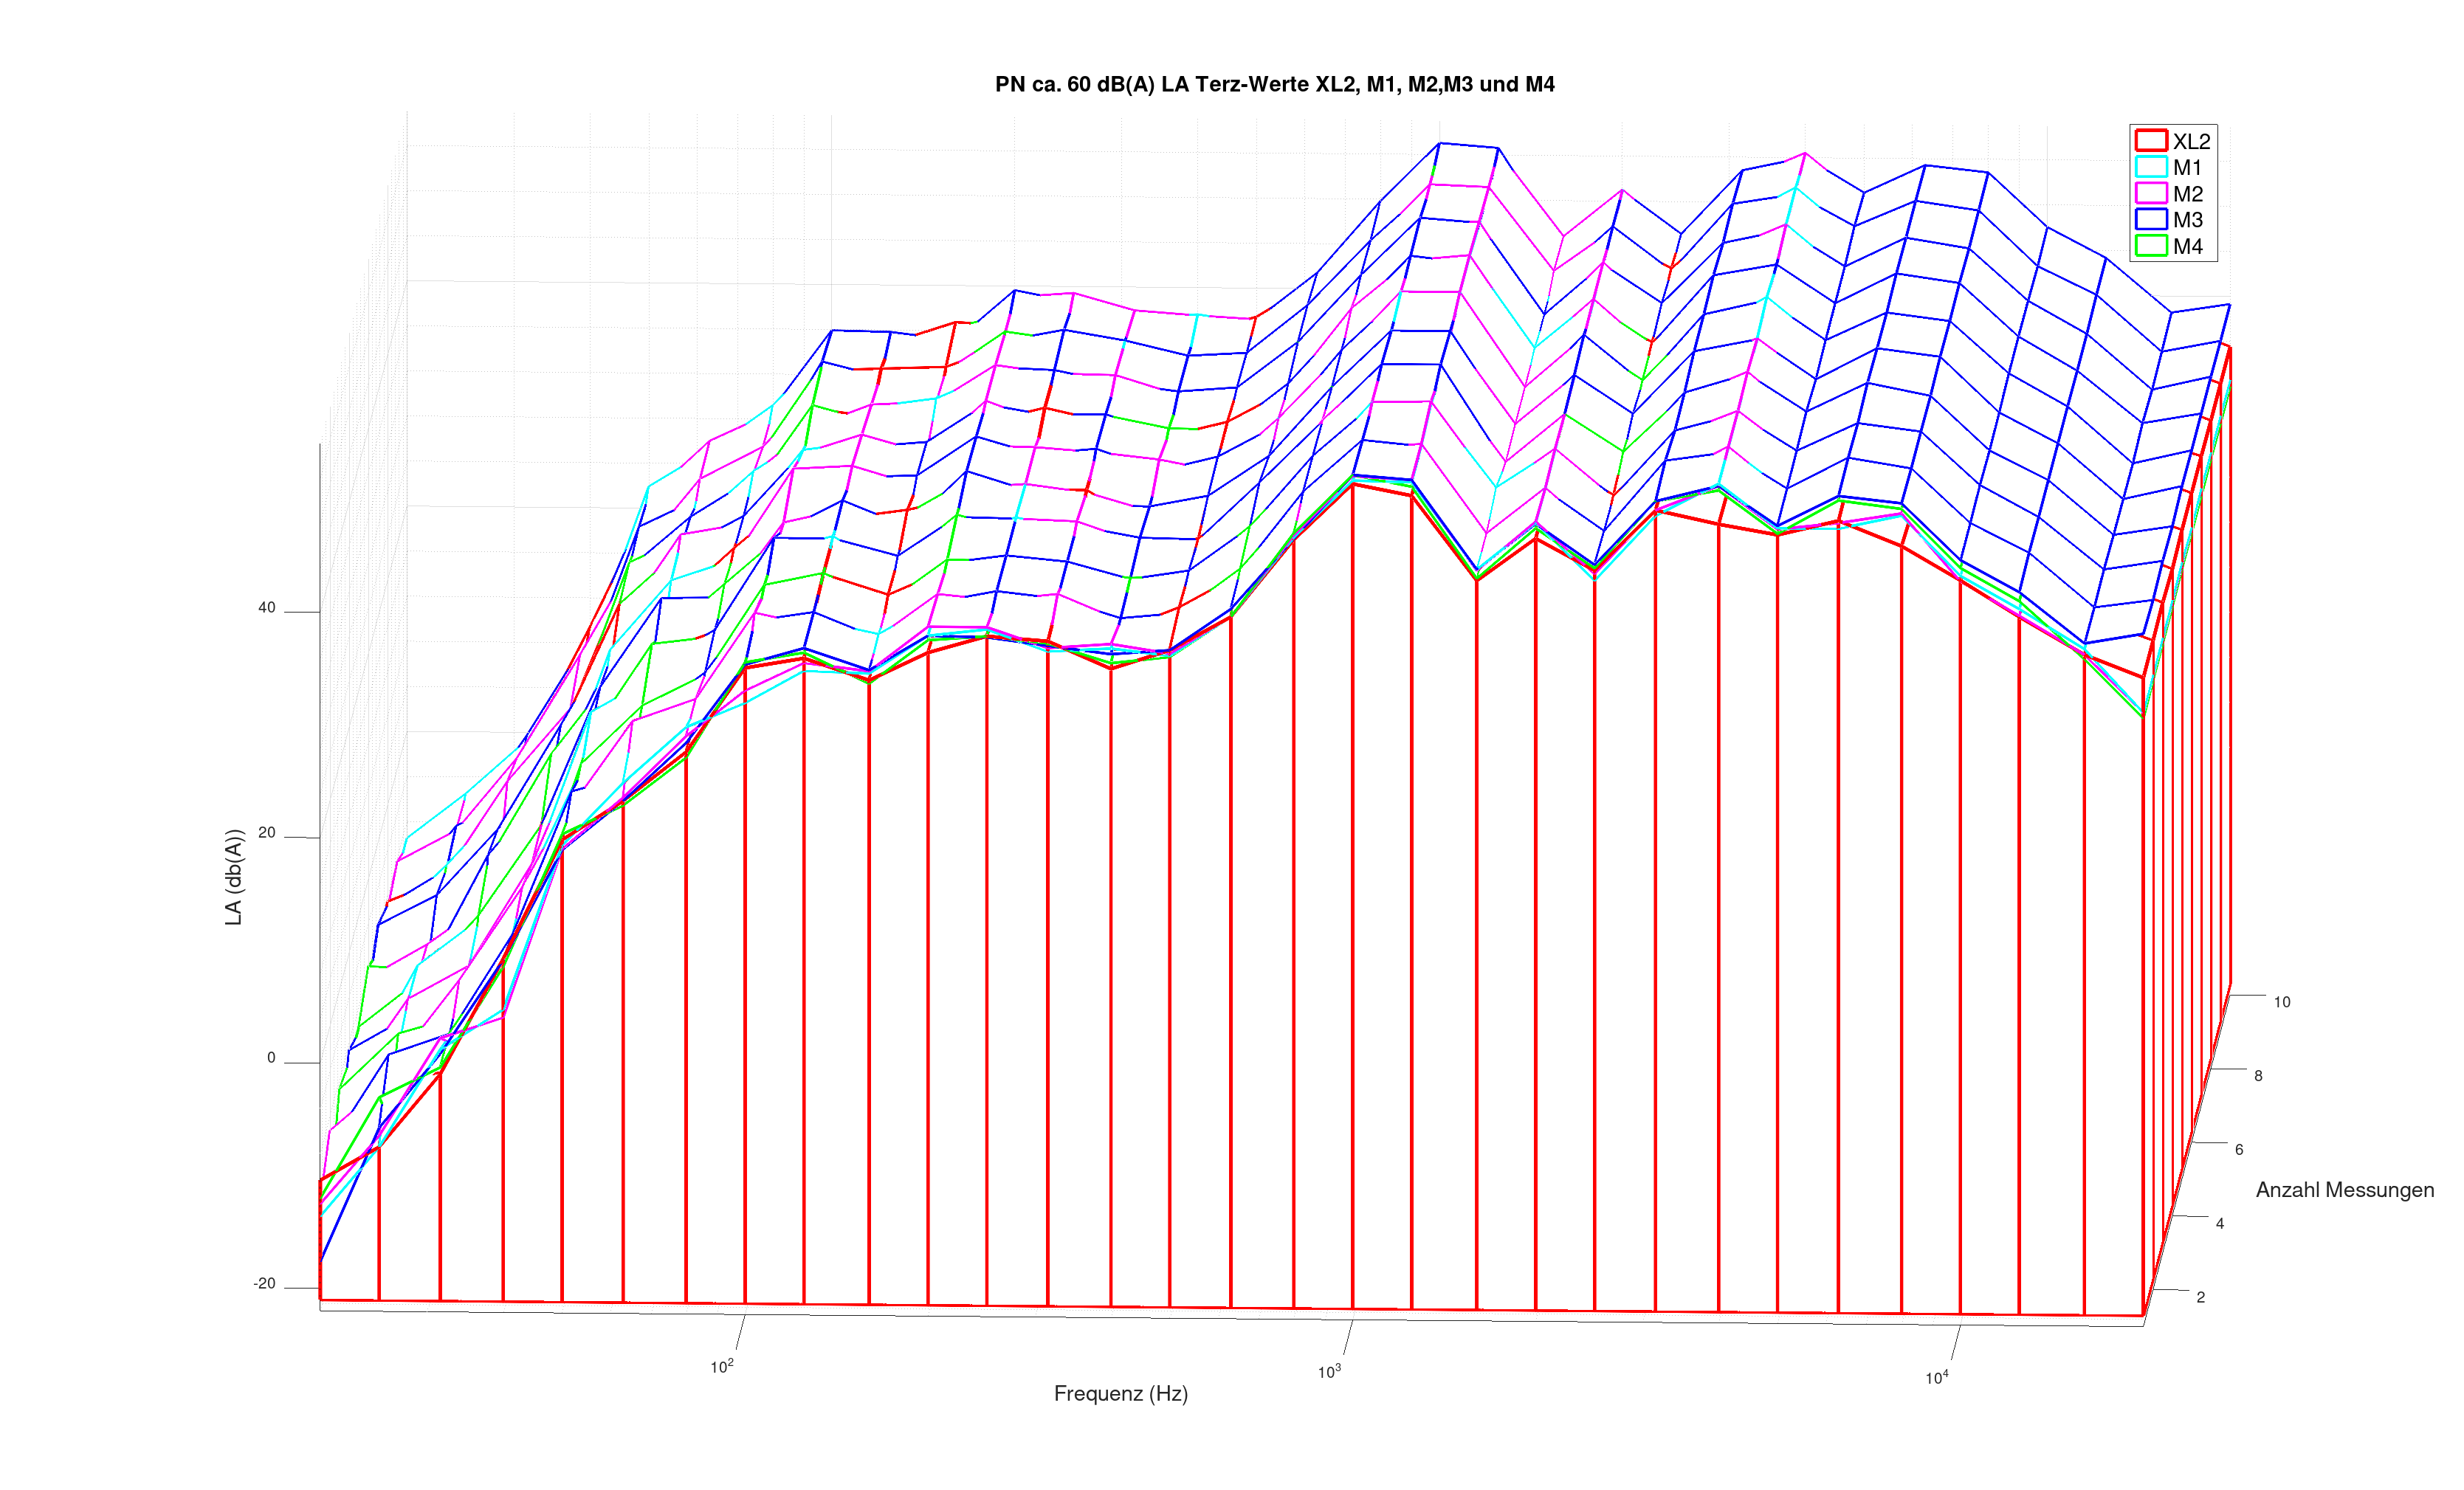 PN ca. 60 dB(A) LA Terz-Werte XL2, M1, M2,M3 und M4
XL2
M1
M2
M3
M4
40
20
0
-20
LA (db(A))
10
8
6
4
2
Anzahl Messungen
10²
10³
10⁴
Frequenz (Hz)